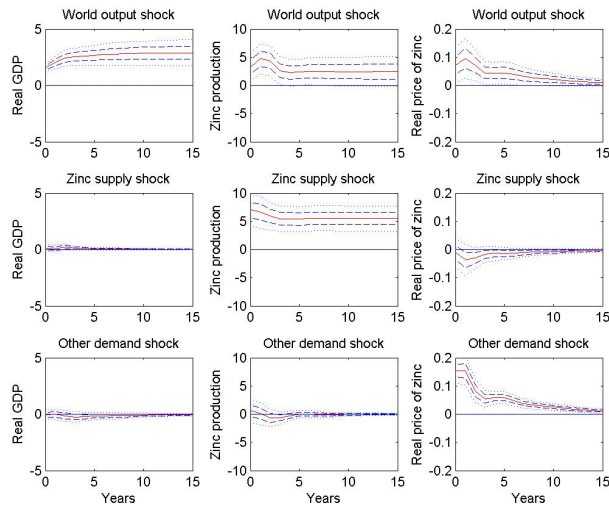 World output shock
World output shock
World output shock
5
0
-5
Real GDP
0 5 10 15
10
5
0
-5
-10
Zinc production
0 5 10 15
0.2
0.1
0
-0.1
-0.2
Real price of zinc
0 5 10 15
Zinc supply shock
Zinc supply shock
Zinc supply shock
5
0
-5
Real GDP
0 5 10 15
10
5
0
-5
-10
Zinc production
0 5 10 15
0.2
0.1
0
-0.1
-0.2
Real price of zinc
0 5 10 15
Other demand shock
Other demand shock
Other demand shock
5
0
-5
Real GDP
0 5 10 15
Years
10
5
0
-5
-10
Zinc production
0 5 10 15
Years
0.2
0.1
0
-0.1
-0.2
Real price of zinc
0 5 10 15
Years